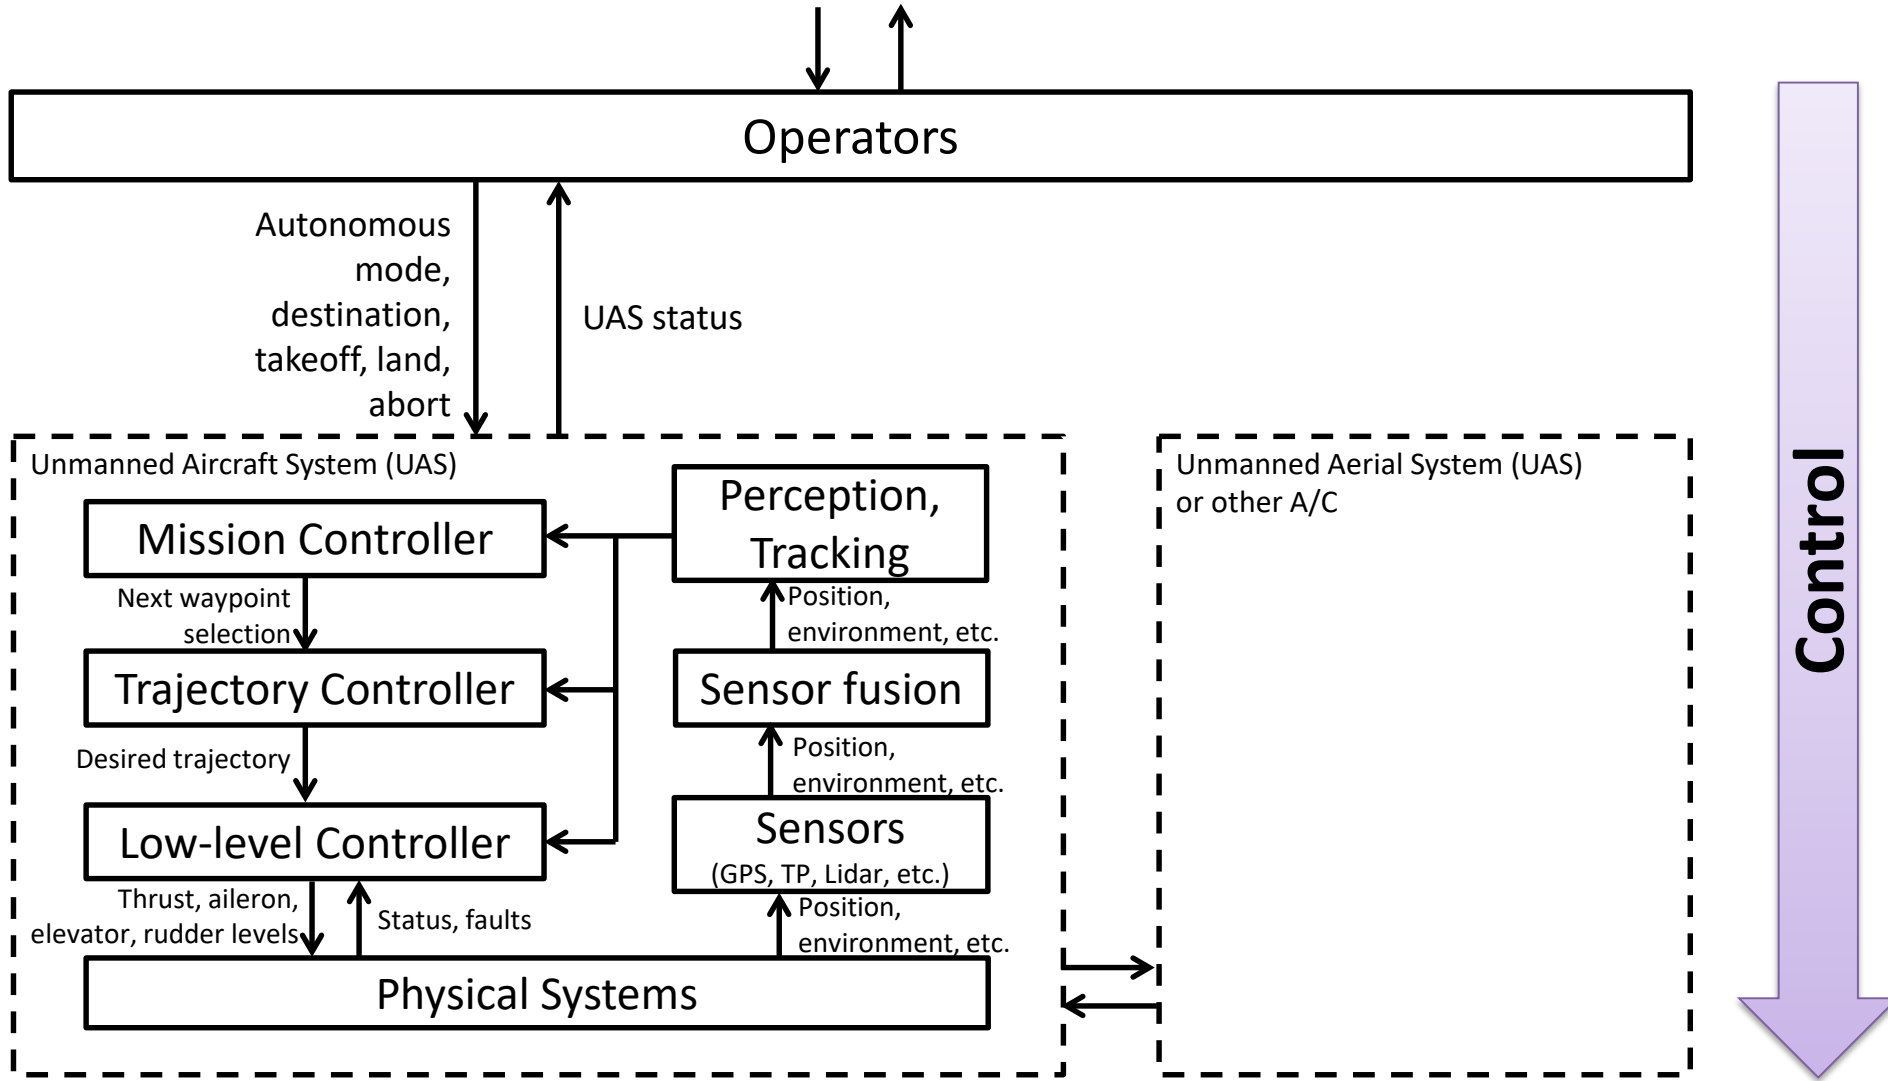 Operators
Autonomous
mode,
destination,
takeoff, land,
abort
UAS status
Unmanned Aircraft System (UAS)
Mission Controller
Next waypoint
selection
Trajectory Controller
Desired trajectory
Low-level Controller
Thrust, aileron,
elevator, rudder levels
Status, faults
Perception,
Tracking
Position,
environment, etc.
Sensor fusion
Position,
environment, etc.
Sensors
(GPS, TP, Lidar, etc.)
Position,
environment, etc.
Physical Systems
Unmanned Aerial System (UAS)
or other A/C
Control